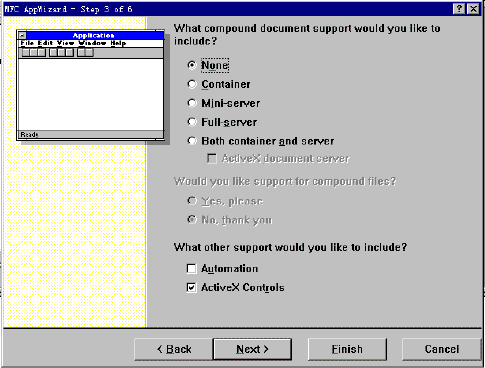 MFC AppWizard - Step 3 of 6
Application
File Edit View Window Help
Ready
What compound document support would you like to
include?
None
Container
Mini-server
Full-server
Both container and server
ActiveX document server
Would you like support for compound files?
Yes, please
No, thank you
What other support would you like to include?
Automation
ActiveX Controls
< Back Next > Finish Cancel